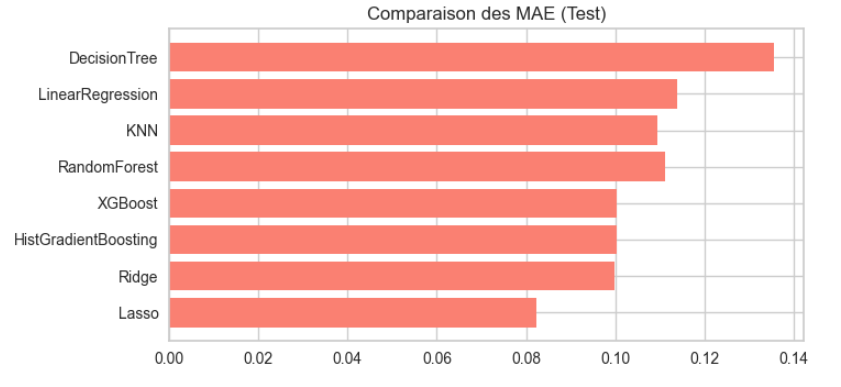 Comparaison des MAE (Test)
DecisionTree
LinearRegression
KNN
RandomForest
XGBoost
HistGradientBoosting
Ridge
Lasso
0.00 0.02 0.04 0.06 0.08 0.10 0.12 0.14